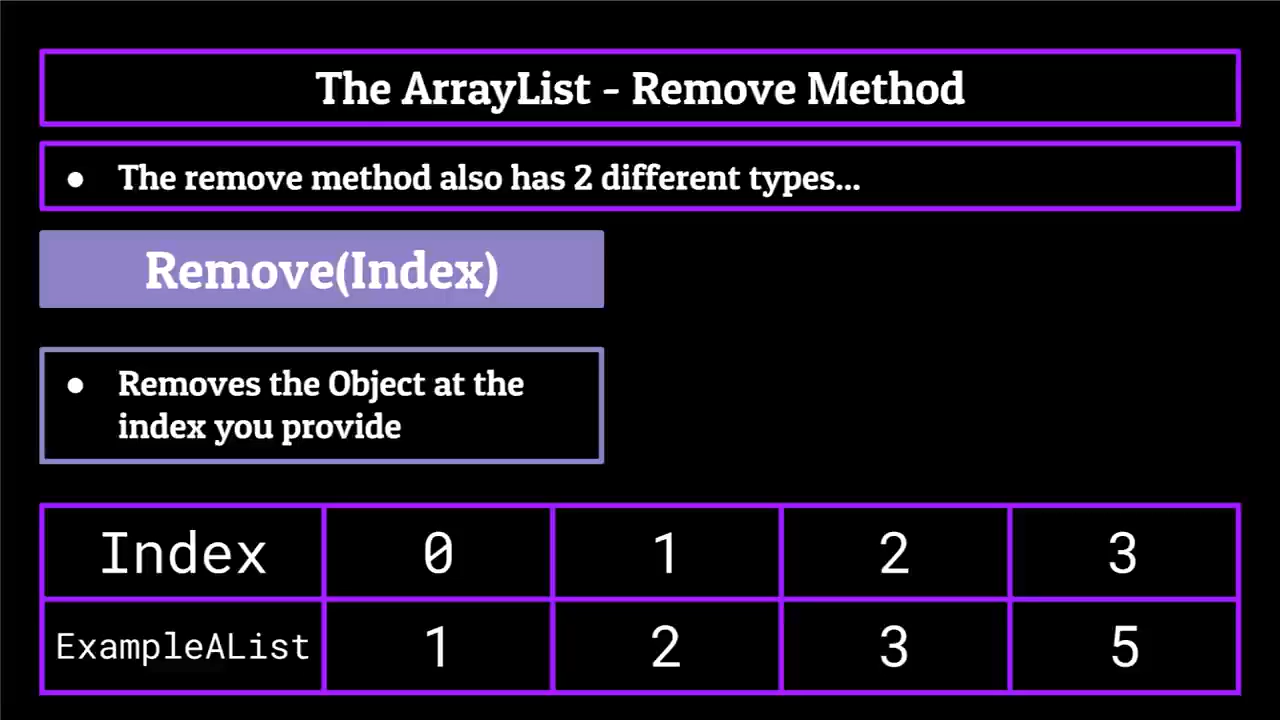 The ArrayList - Remove Method
● The remove method also has 2 different types...
Remove(Index)
● Removes the Object at the
index you provide
Index 0 1 2 3
ExampleAList 1 2 3 5